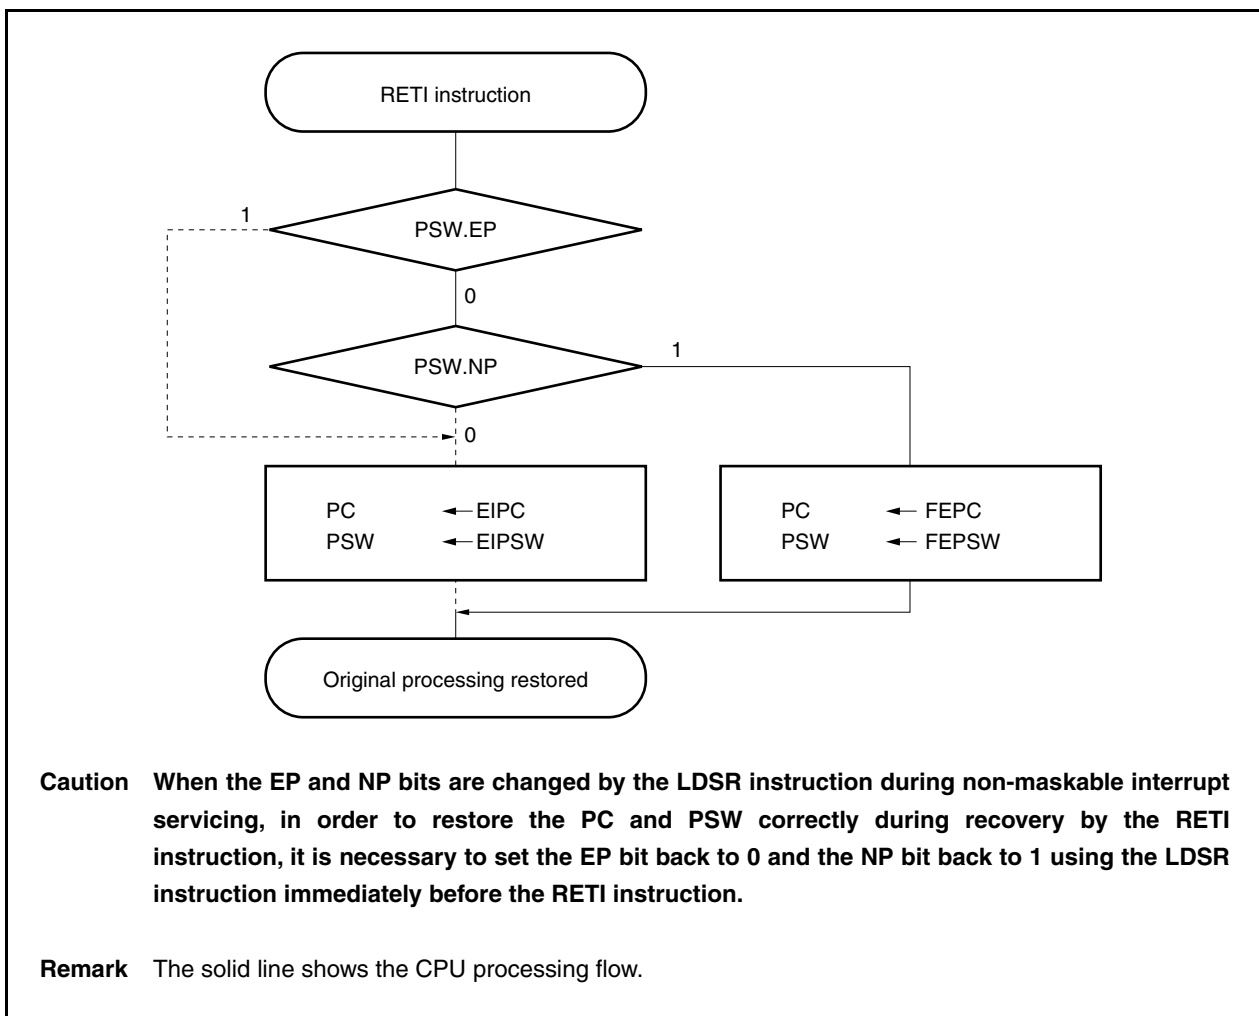 RETI instruction
1
PSW.EP
0
PSW.NP
1
0
PC ← EIPC
PSW ← EIPSW
PC ← FEPC
PSW ← FEPSW
Original processing restored
Caution When the EP and NP bits are changed by the LDSR instruction during non-maskable interrupt
servicing, in order to restore the PC and PSW correctly during recovery by the RETI
instruction, it is necessary to set the EP bit back to 0 and the NP bit back to 1 using the LDSR
instruction immediately before the RETI instruction.
Remark The solid line shows the CPU processing flow.